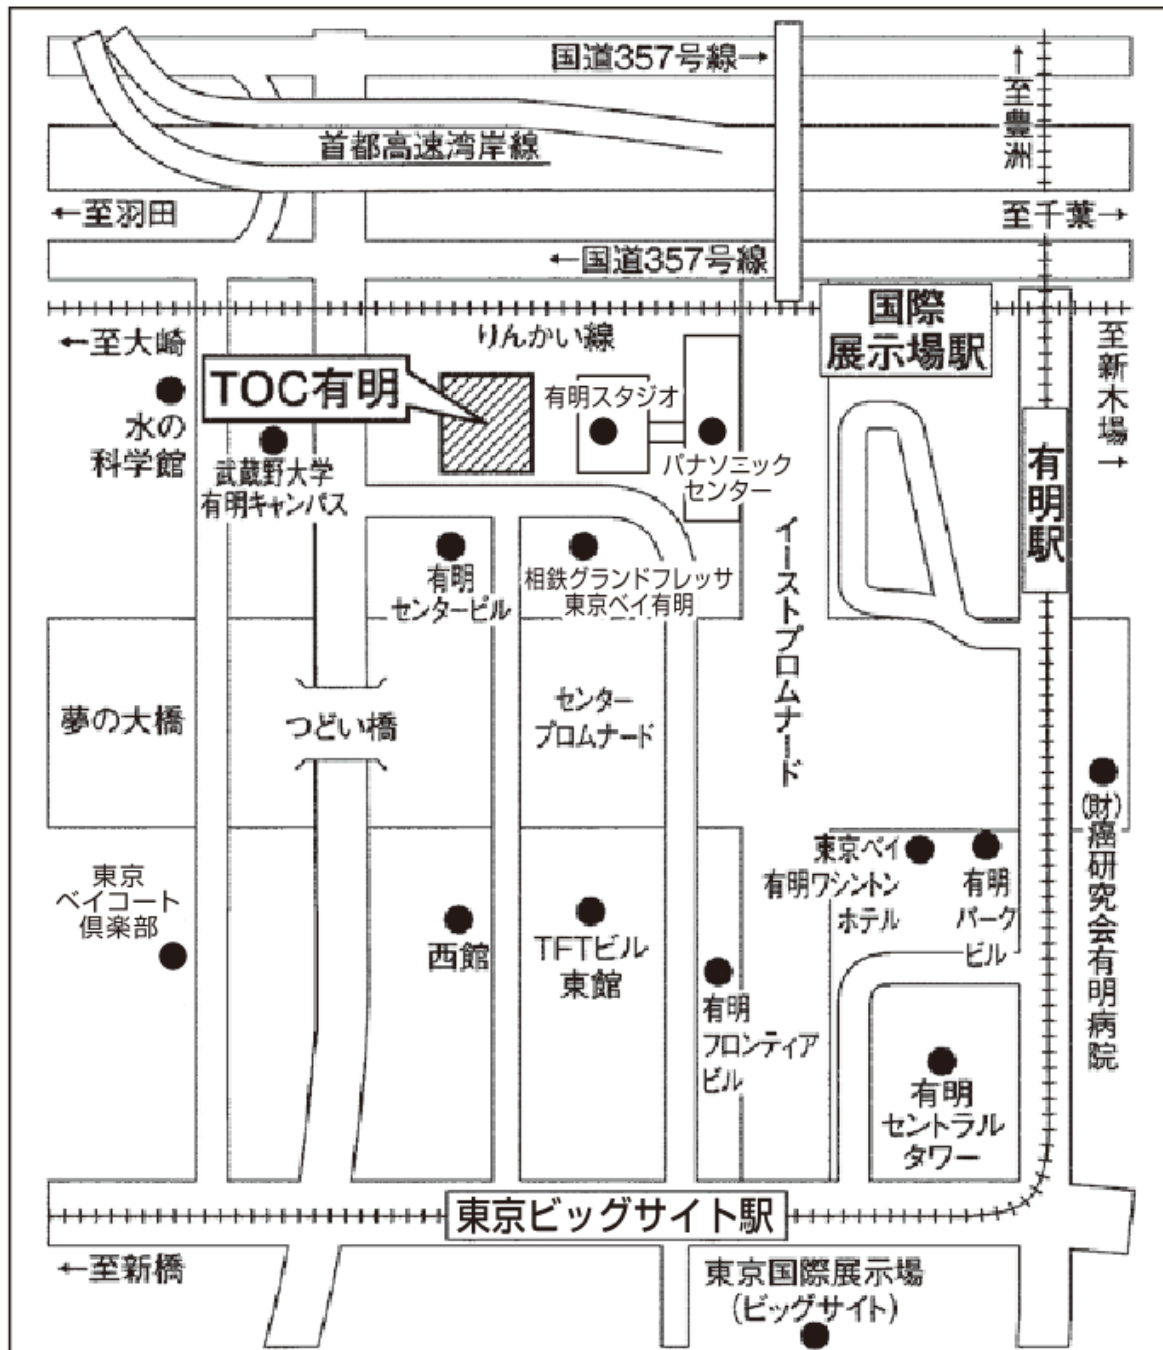 国道357号線→
↑至豊洲
首都高速湾岸線
←至羽田
至千葉→
←国道357号線
国際
展示場駅
りんかい線
←至大崎
至新木場→
TOC有明
有明スタジオ
水の
科学館
武蔵野大学
有明キャンパス
パナソニック
センター
有明駅
イーストプロムナード
有明
センタービル
相鉄グランドフレッサ
東京ベイ有明
夢の大橋
つどい橋
センター
プロムナード
(財)癌研究会有明病院
東京ベイ
有明ワシントン
ホテル
有明
パーク
ビル
東京
ベイコート
倶楽部
西館
TFTビル
東館
有明
フロンティア
ビル
有明
セントラル
タワー
東京ビッグサイト駅
←至新橋
東京国際展示場
(ビッグサイト)